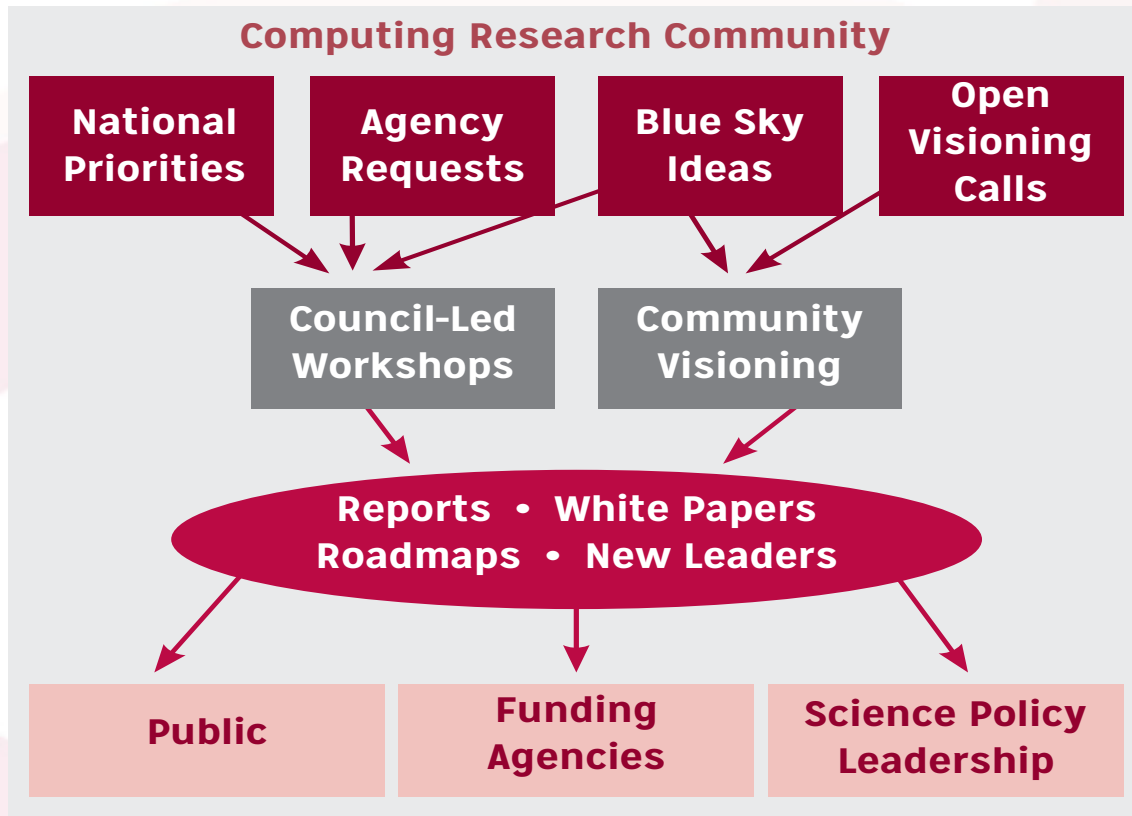 Computing Research Community
National
Priorities
Agency
Requests
Blue Sky
Ideas
Open
Visioning
Calls
Council-Led
Workshops
Community
Visioning
Reports • White Papers
Roadmaps • New Leaders
Public
Funding
Agencies
Science Policy
Leadership